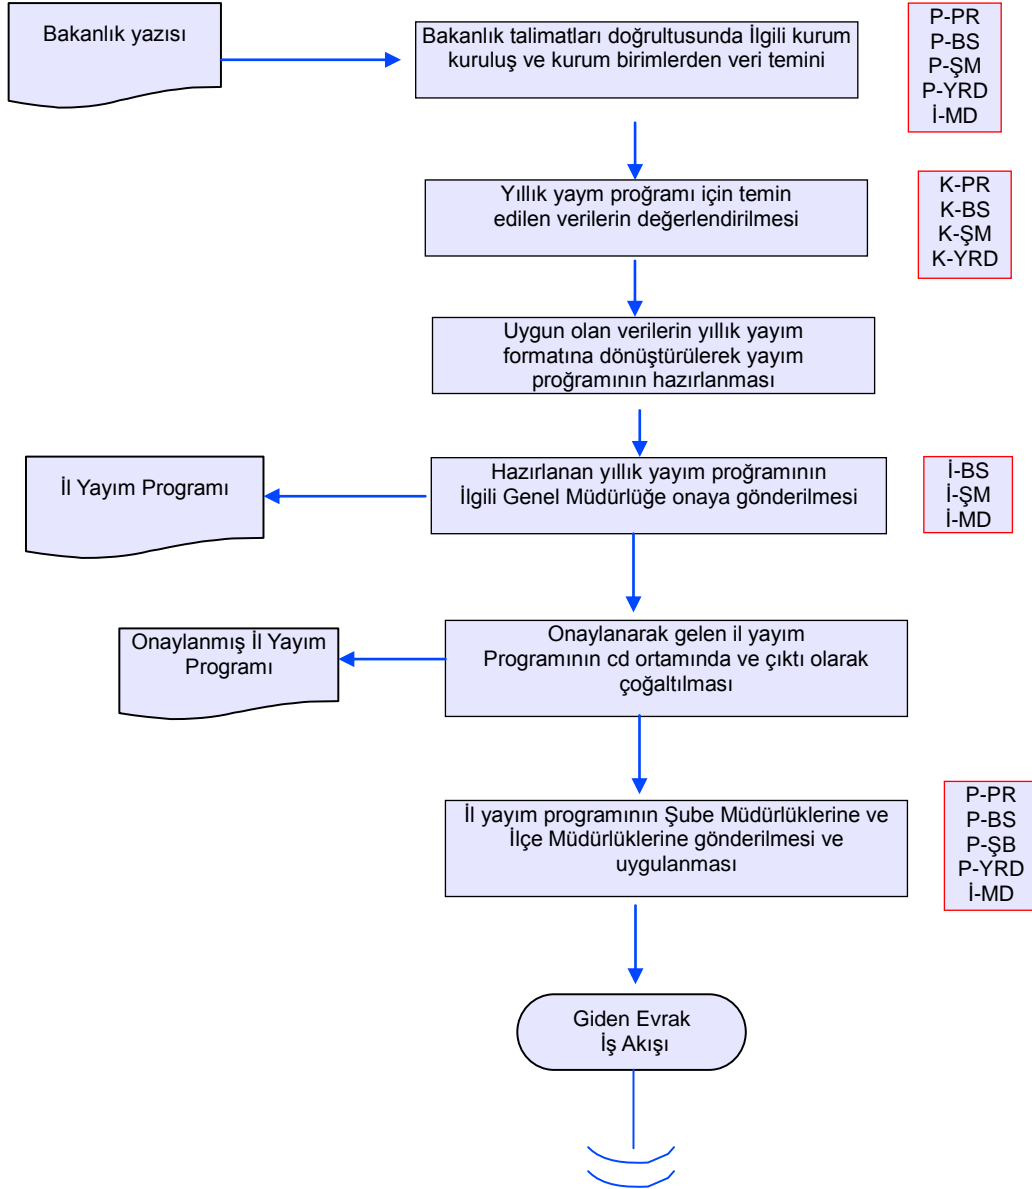 Bakanlık yazısı
Bakanlık talimatları doğrultusunda İlgili kurum
kuruluş ve kurum birimlerden veri temini
P-PR
P-BS
P-ŞM
P-YRD
İ-MD
Yıllık yaym proğramı için temin
edilen verilerin değerlendirilmesi
K-PR
K-BS
K-ŞM
K-YRD
Uygun olan verilerin yıllık yayım
formatına dönüştürülerek yayım
proğramının hazırlanması
İl Yayım Programı
Hazırlanan yıllık yayım proğramının
İlgili Genel Müdürlüğe onaya gönderilmesi
İ-BS
İ-ŞM
İ-MD
Onaylanmış İl Yayım
Programı
Onaylanarak gelen il yayım
Programının cd ortamında ve çıktı olarak
çoğaltılması
İl yayım programının Şube Müdürlüklerine ve
İlçe Müdürlüklerine gönderilmesi ve
uygulanması
P-PR
P-BS
P-ŞB
P-YRD
İ-MD
Giden Evrak
İş Akışı